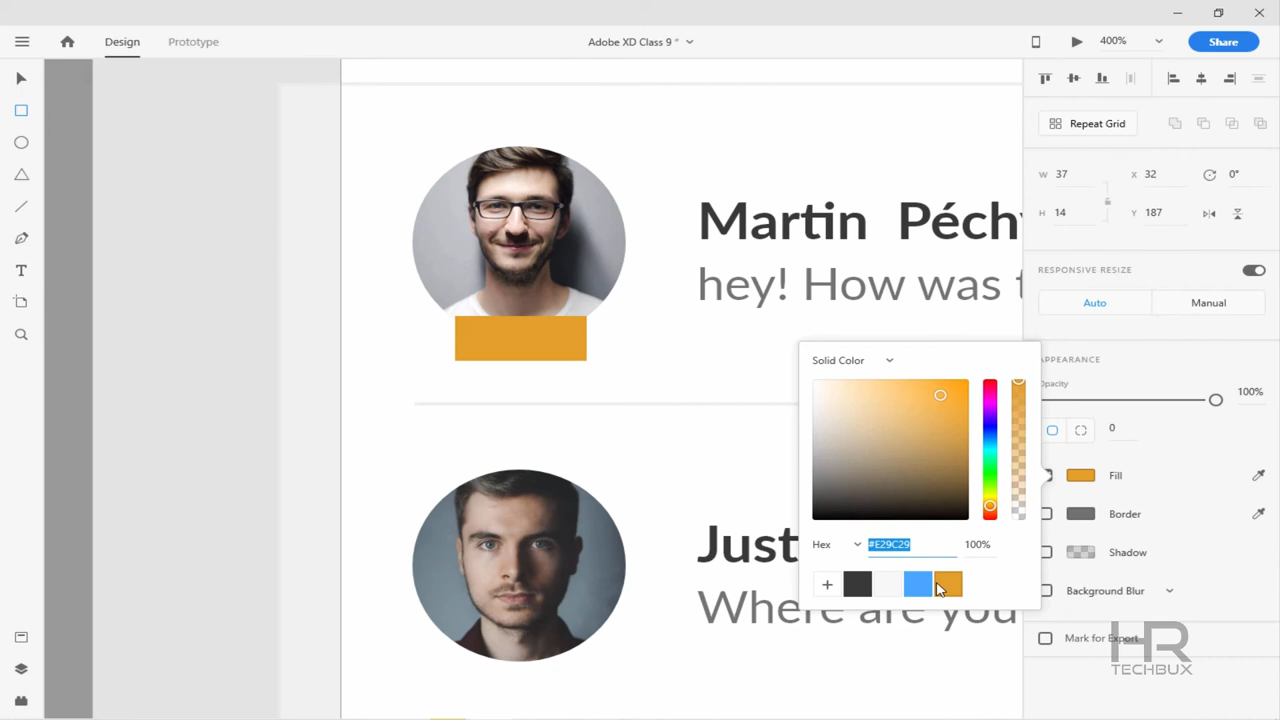 Design
Prototype
Adobe XD Class 9 *
400%
Share
Repeat Grid
W 37
X 32
0°
H 14
Y 187
RESPONSIVE RESIZE
Auto
Manual
APPEARANCE
Opacity
100%
0
Fill
Border
Shadow
Background Blur
Mark for Export
Solid Color
Hex
#E29C29
100%
Martin Péchy
hey! How was t
Just
Where are you
T
HR
TECHBUX